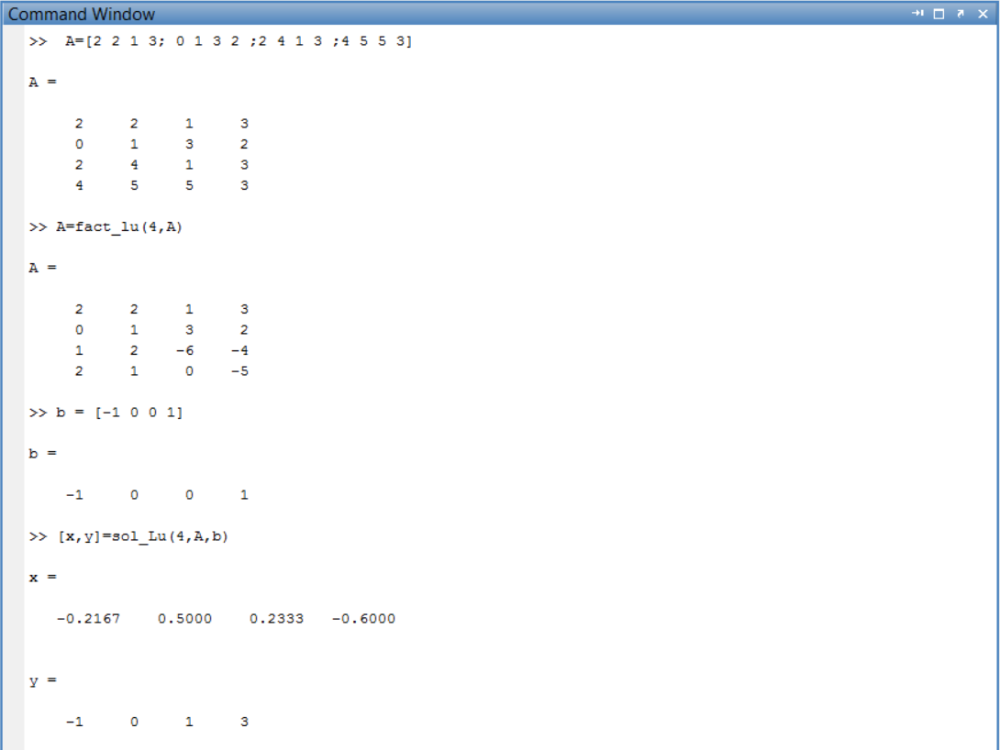 Command Window
>> A=[2 2 1 3; 0 1 3 2 ;2 4 1 3 ;4 5 5 3]
A =
2 2 1 3
0 1 3 2
2 4 1 3
4 5 5 3
>> A=fact_lu(4,A)
A =
2 2 1 3
0 1 3 2
1 2 -6 -4
2 1 0 -5
>> b = [-1 0 0 1]
b =
-1 0 0 1
>> [x,y]=sol_Lu(4,A,b)
x =
-0.2167 0.5000 0.2333 -0.6000
y =
-1 0 1 3